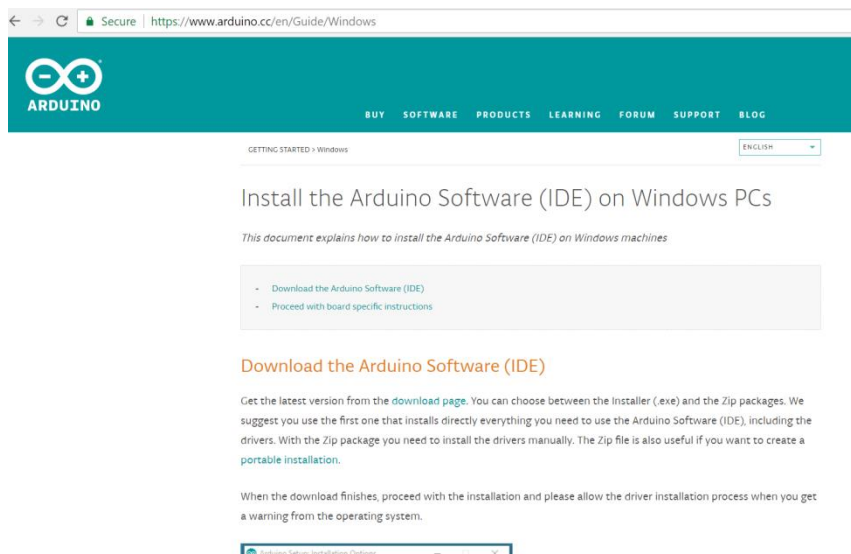 Secure | https://www.arduino.cc/en/Guide/Windows
ARDUINO
BUY SOFTWARE PRODUCTS LEARNING FORUM SUPPORT BLOG
GETTING STARTED > Windows
ENGLISH
Install the Arduino Software (IDE) on Windows PCs
This document explains how to install the Arduino Software (IDE) on Windows machines
- Download the Arduino Software (IDE)
- Proceed with board specific instructions
Download the Arduino Software (IDE)
Get the latest version from the download page. You can choose between the Installer (.exe) and the Zip packages. We
suggest you use the first one that installs directly everything you need to use the Arduino Software (IDE), including the
drivers. With the Zip package you need to install the drivers manually. The Zip file is also useful if you want to create a
portable installation.
When the download finishes, proceed with the installation and please allow the driver installation process when you get
a warning from the operating system.
Arduino Setup: Installation Options